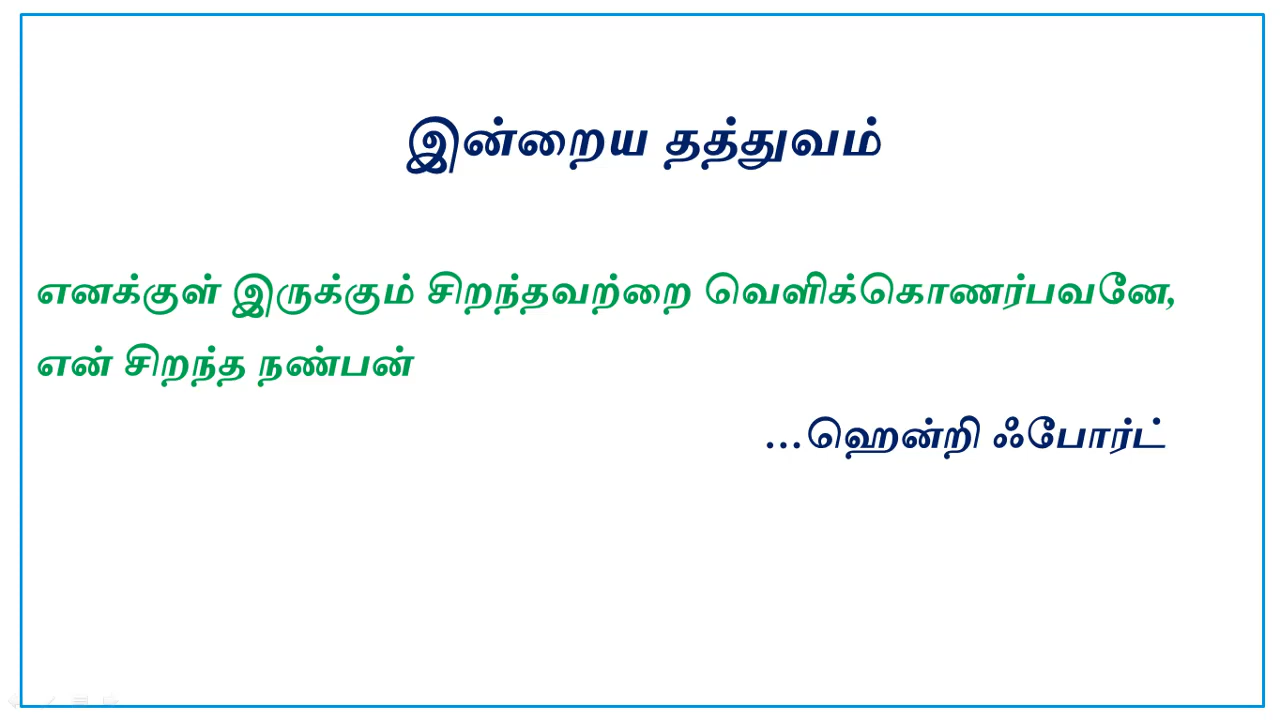 இன்றைய தத்துவம்
எனக்குள் இருக்கும் சிறந்தவற்றை வெளிக்கொணர்பவனே,
என் சிறந்த நண்பன்
...ஹென்றி ஃபோர்ட்